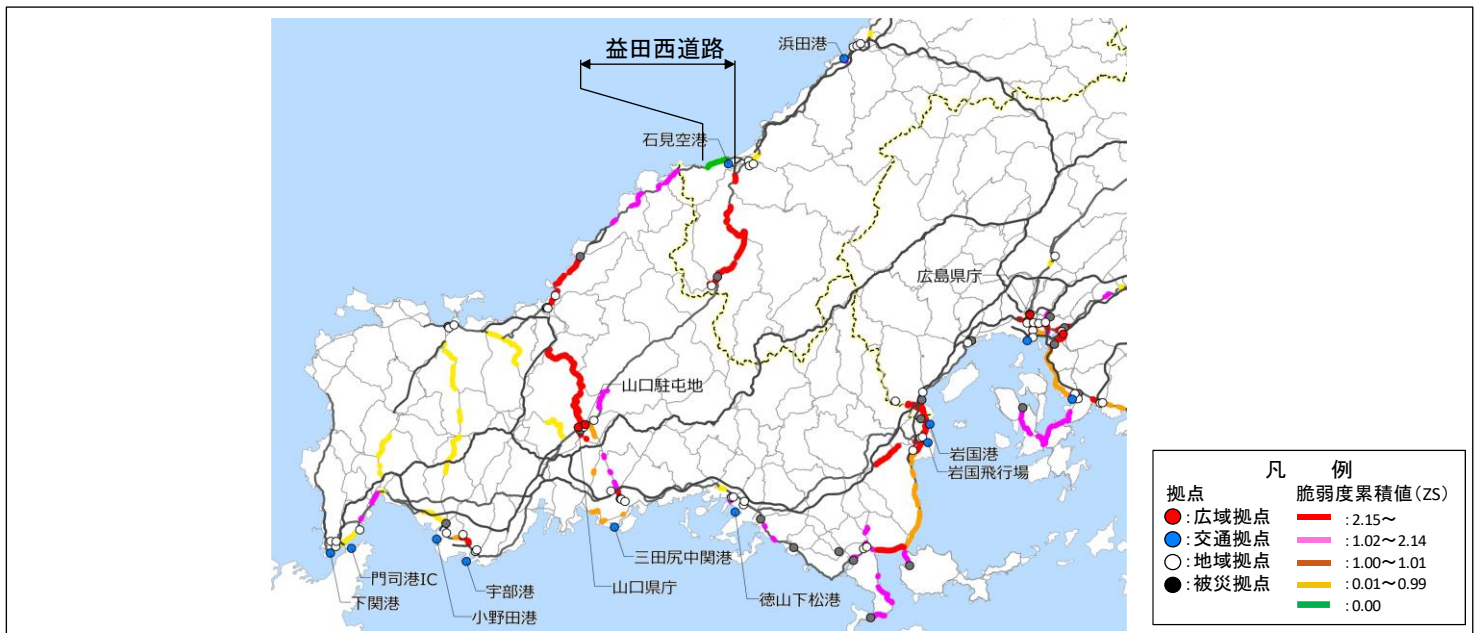 益田西道路
浜田港
石見空港
広島県庁
山口駐屯地
岩国港
岩国飛行場
三田尻中関港
山口県庁
徳山下松港
門司港IC
下関港
宇部港
小野田港
凡 例
拠点
脆弱度累積値(ZS)
:広域拠点
:2.15～
:交通拠点
:1.02～2.14
:地域拠点
:1.00～1.01
:被災拠点
:0.01～0.99
:0.00